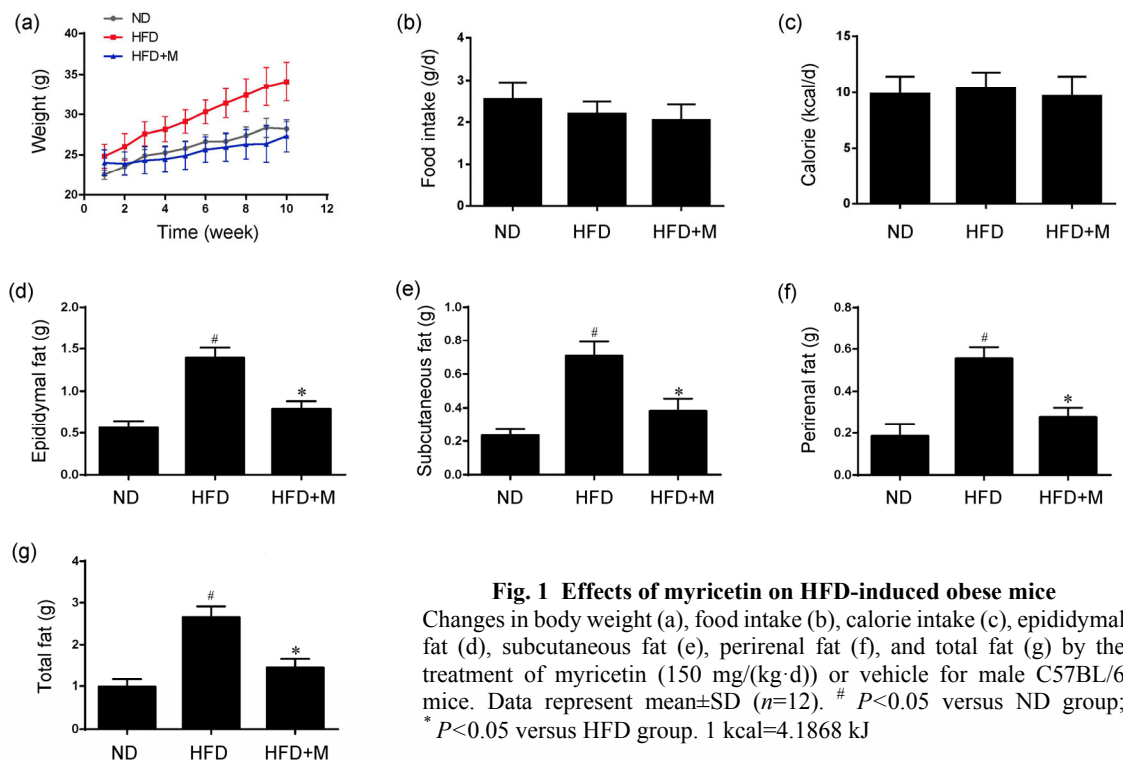 (a)
ND
HFD
HFD+M
Weight (g)
40
35
30
25
20
0
2
4
6
8
10
12
Time (week)
(b)
Food intake (g/d)
4
3
2
1
0
ND
HFD
HFD+M
(c)
Calorie (kcal/d)
15
10
5
0
ND
HFD
HFD+M
(d)
Epididymal fat (g)
2.0
1.5
1.0
0.5
0.0
#
*
ND
HFD
HFD+M
(e)
Subcutaneous fat (g)
1.0
0.8
0.6
0.4
0.2
0.0
#
*
ND
HFD
HFD+M
(f)
Perirenal fat (g)
0.8
0.6
0.4
0.2
0.0
#
*
ND
HFD
HFD+M
(g)
Total fat (g)
4
3
2
1
0
#
*
ND
HFD
HFD+M
Fig. 1 Effects of myricetin on HFD-induced obese mice
Changes in body weight (a), food intake (b), calorie intake (c), epididymal
fat (d), subcutaneous fat (e), perirenal fat (f), and total fat (g) by the
treatment of myricetin (150 mg/(kg·d)) or vehicle for male C57BL/6
mice. Data represent mean±SD (n=12). # P<0.05 versus ND group;
* P<0.05 versus HFD group. 1 kcal=4.1868 kJ